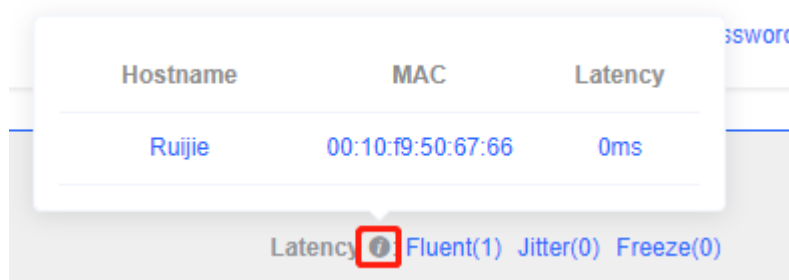 Hostname MAC Latency
Ruijie 00:10:f9:50:67:66 0ms
Latency : Fluent(1) Jitter(0) Freeze(0)